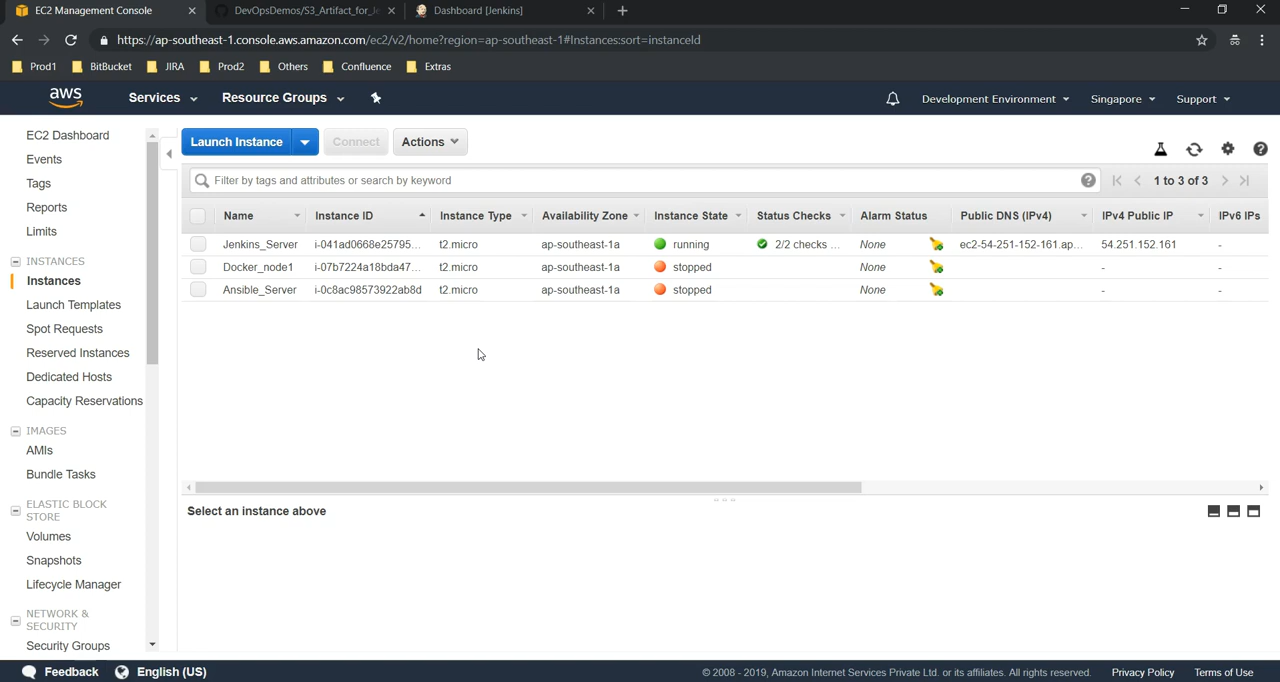 EC2 Management Console
DevOpsDemos/S3_Artifact_for_Je
Dashboard [Jenkins]
https://ap-southeast-1.console.aws.amazon.com/ec2/v2/home?region=ap-southeast-1#Instances:sort=instanceId
Prod1 BitBucket JIRA Prod2 Others Confluence Extras
aws Services Resource Groups Development Environment Singapore Support
EC2 Dashboard
Events
Tags
Reports
Limits
INSTANCES
Instances
Launch Templates
Spot Requests
Reserved Instances
Dedicated Hosts
Capacity Reservations
IMAGES
AMIs
Bundle Tasks
ELASTIC BLOCK
STORE
Volumes
Snapshots
Lifecycle Manager
NETWORK &
SECURITY
Security Groups
Launch Instance Connect Actions
Filter by tags and attributes or search by keyword
1 to 3 of 3
Name Instance ID Instance Type Availability Zone Instance State Status Checks Alarm Status Public DNS (IPv4) IPv4 Public IP IPv6 IPs
Jenkins_Server i-041ad0668e25795... t2.micro ap-southeast-1a running 2/2 checks ... None ec2-54-251-152-161.ap... 54.251.152.161 -
Docker_node1 i-07b7224a18bda47... t2.micro ap-southeast-1a stopped None - -
Ansible_Server i-0c8ac98573922ab8d t2.micro ap-southeast-1a stopped None - -
Select an instance above
Feedback English (US) © 2008 - 2019, Amazon Internet Services Private Ltd. or its affiliates. All rights reserved. Privacy Policy Terms of Use